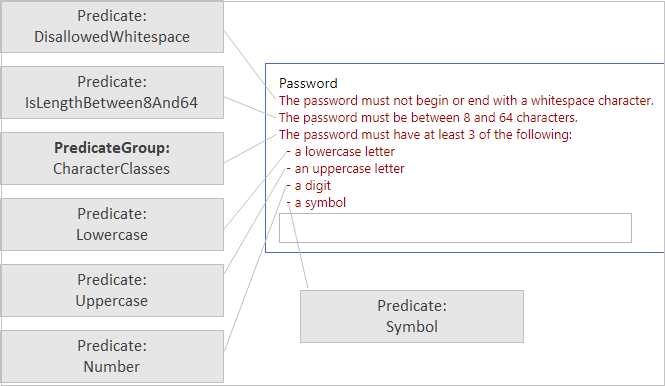 Predicate:
DisallowedWhitespace
Predicate:
IsLengthBetween8And64
PredicateGroup:
CharacterClasses
Predicate:
Lowercase
Predicate:
Uppercase
Predicate:
Number
Password
The password must not begin or end with a whitespace character.
The password must be between 8 and 64 characters.
The password must have at least 3 of the following:
- a lowercase letter
- an uppercase letter
- a digit
- a symbol
Predicate:
Symbol